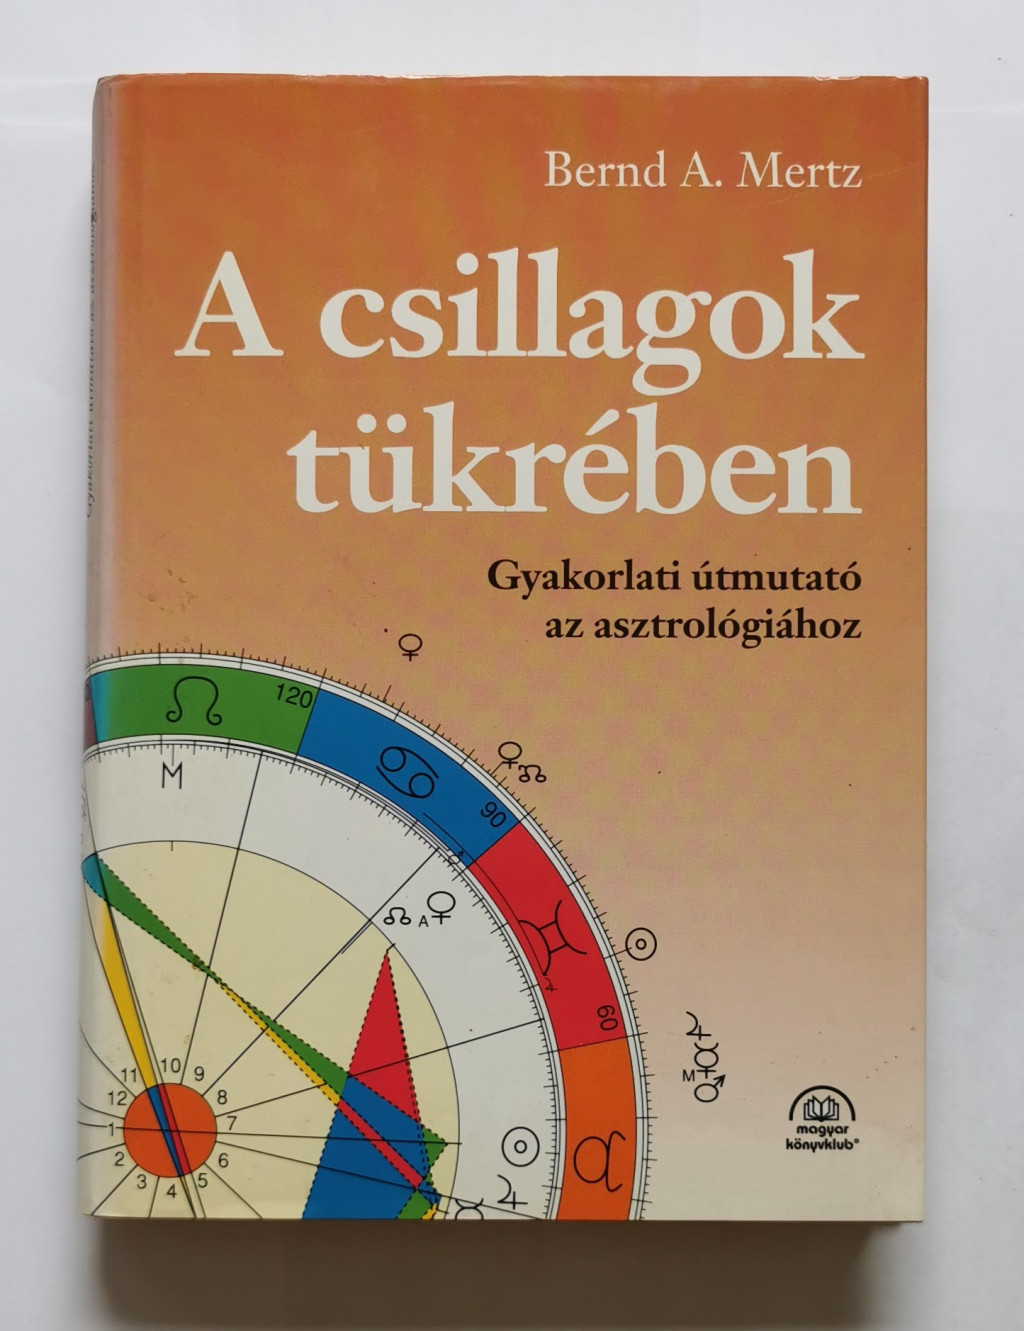 Bernd A. Mertz
A csillagok
tükrében
Gyakorlati útmutató
az asztrológiához
120
M
90
A
60
M
10
11
9
12
8
1
7
2
6
3
4
5
magyar
könyvklub®